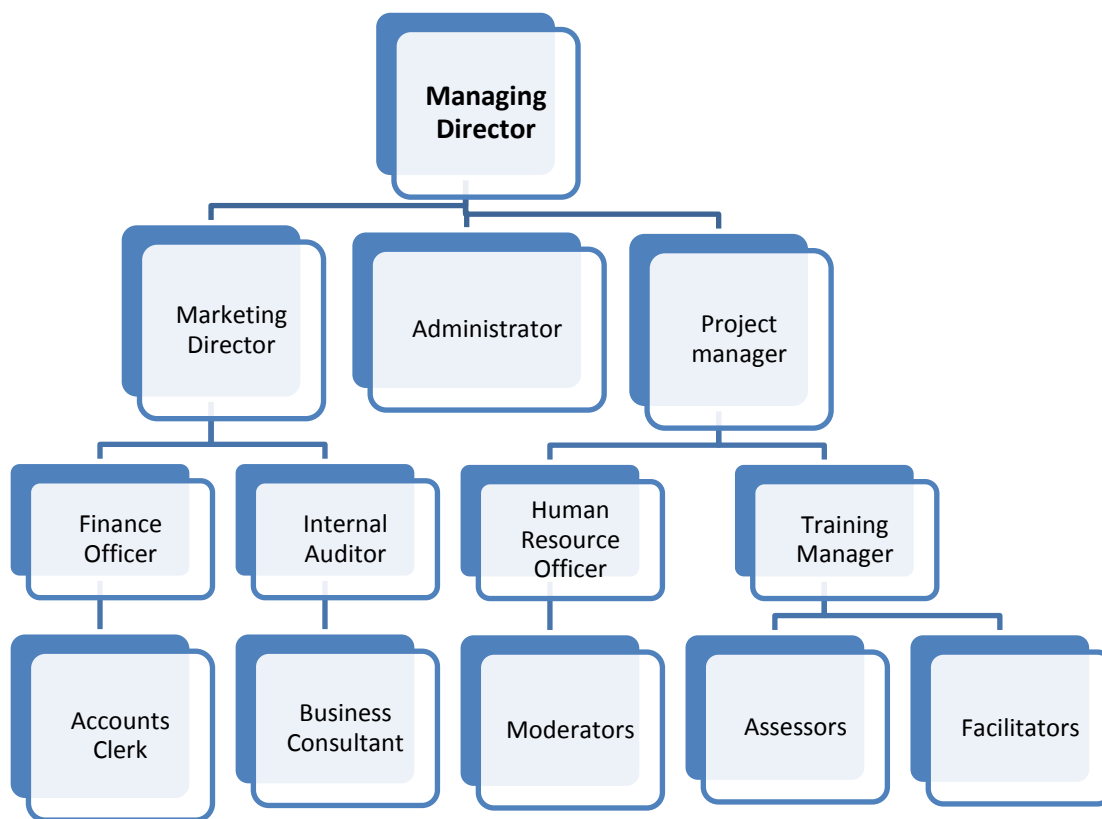 Managing
Director
Marketing
Director
Administrator
Project
manager
Finance
Officer
Internal
Auditor
Human
Resource
Officer
Training
Manager
Accounts
Clerk
Business
Consultant
Moderators
Assessors
Facilitators